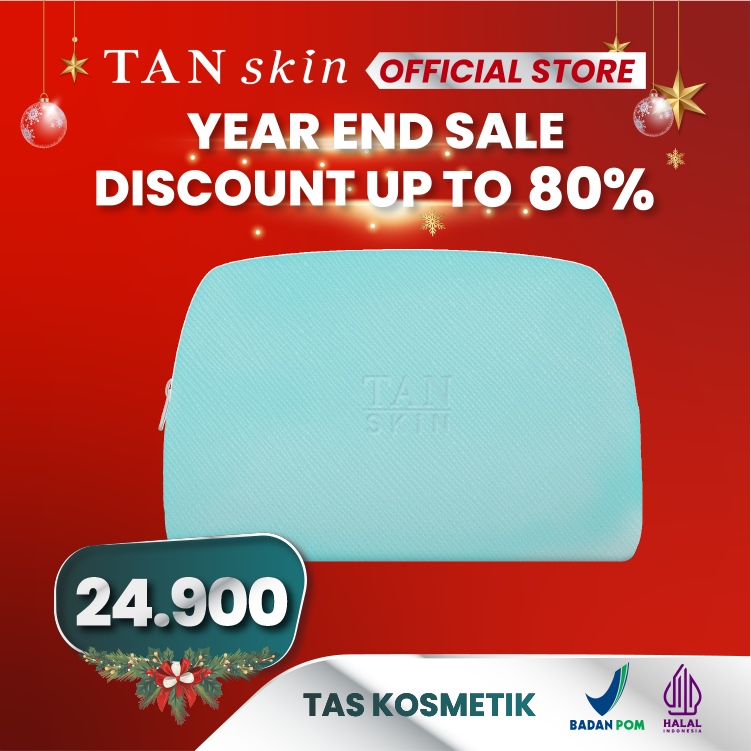 TAN skin OFFICIAL STORE
YEAR END SALE
DISCOUNT UP TO 80%
TAN
SKIN
24.900
TAS KOSMETIK
BADAN POM
HALAL
INDONESIA